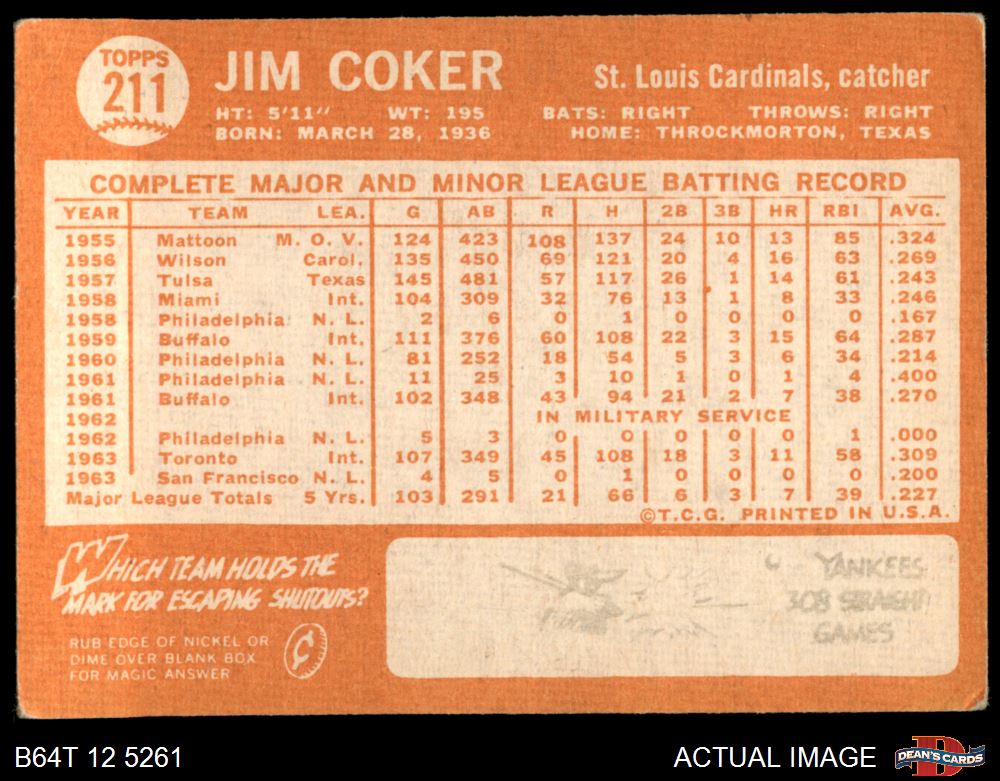 TOPPS
211
JIM COKER
St. Louis Cardinals, catcher
HT: 5'11" WT: 195 BATS: RIGHT THROWS: RIGHT
BORN: MARCH 28, 1936 HOME: THROCKMORTON, TEXAS
COMPLETE MAJOR AND MINOR LEAGUE BATTING RECORD
YEAR TEAM LEA. G AB R H 2B 3B HR RBI AVG.
1955 Mattoon M. O. V. 124 423 108 137 24 10 13 85 .324
1956 Wilson Carol. 135 450 69 121 20 4 16 63 .269
1957 Tulsa Texas 145 481 57 117 26 1 14 61 .243
1958 Miami Int. 104 309 32 76 13 1 8 33 .246
1958 Philadelphia N. L. 2 6 0 1 0 0 0 0 .167
1959 Buffalo Int. 111 376 60 108 22 3 15 64 .287
1960 Philadelphia N. L. 81 252 18 54 5 3 6 34 .214
1961 Philadelphia N. L. 11 25 3 10 1 0 1 4 .400
1961 Buffalo Int. 102 348 43 94 21 2 7 38 .270
1962 IN MILITARY SERVICE
1962 Philadelphia N. L. 5 3 0 0 0 0 0 1 .000
1963 Toronto Int. 107 349 45 108 18 3 11 58 .309
1963 San Francisco N. L. 4 5 0 1 0 0 0 0 .200
Major League Totals 5 Yrs. 103 291 21 66 6 3 7 39 .227
©T.C.G. PRINTED IN U.S.A.
WHICH TEAM HOLDS THE
MARK FOR ESCAPING SHUTOUTS?
RUB EDGE OF NICKEL OR
DIME OVER BLANK BOX
FOR MAGIC ANSWER
¢
YANKEES
308 STRAIGHT
GAMES
B64T 12 5261
ACTUAL IMAGE
D
DEAN'S CARDS